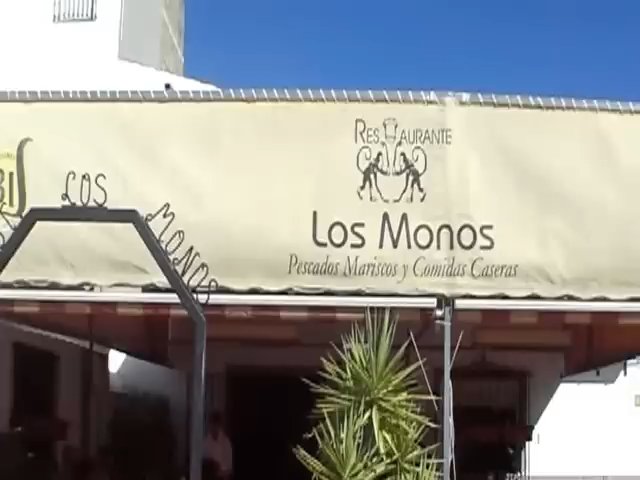 RESTAURANTE
Los Monos
Pescados Mariscos y Comidas Caseras
LOS
MONOS